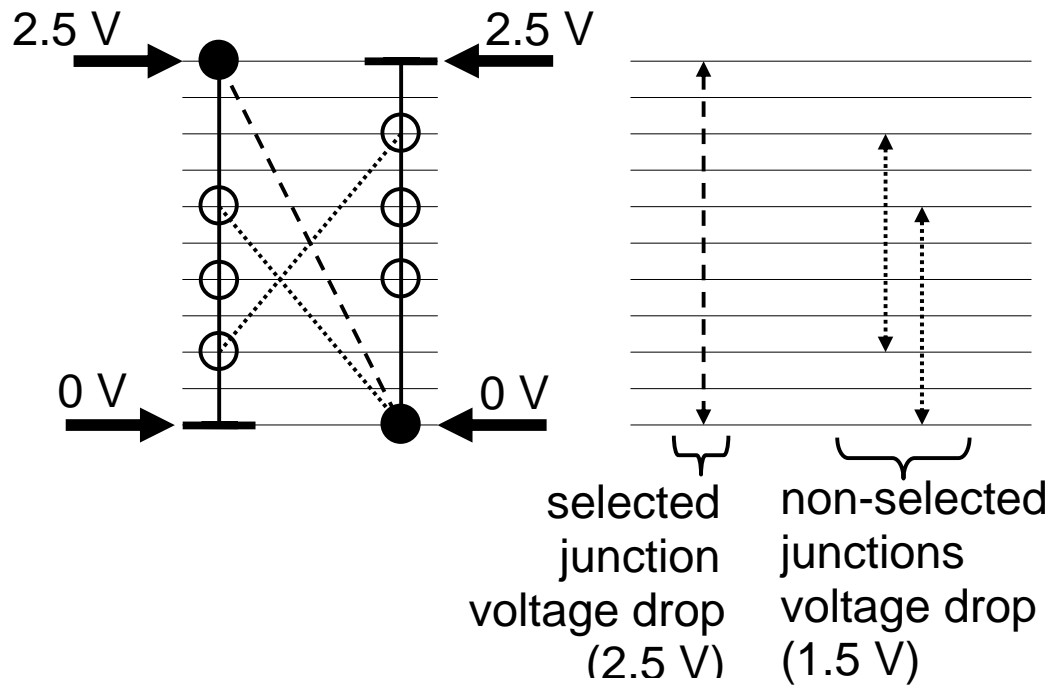 2.5 V
2.5 V
0 V
0 V
selected
junction
voltage drop
(2.5 V)
non-selected
junctions
voltage drop
(1.5 V)